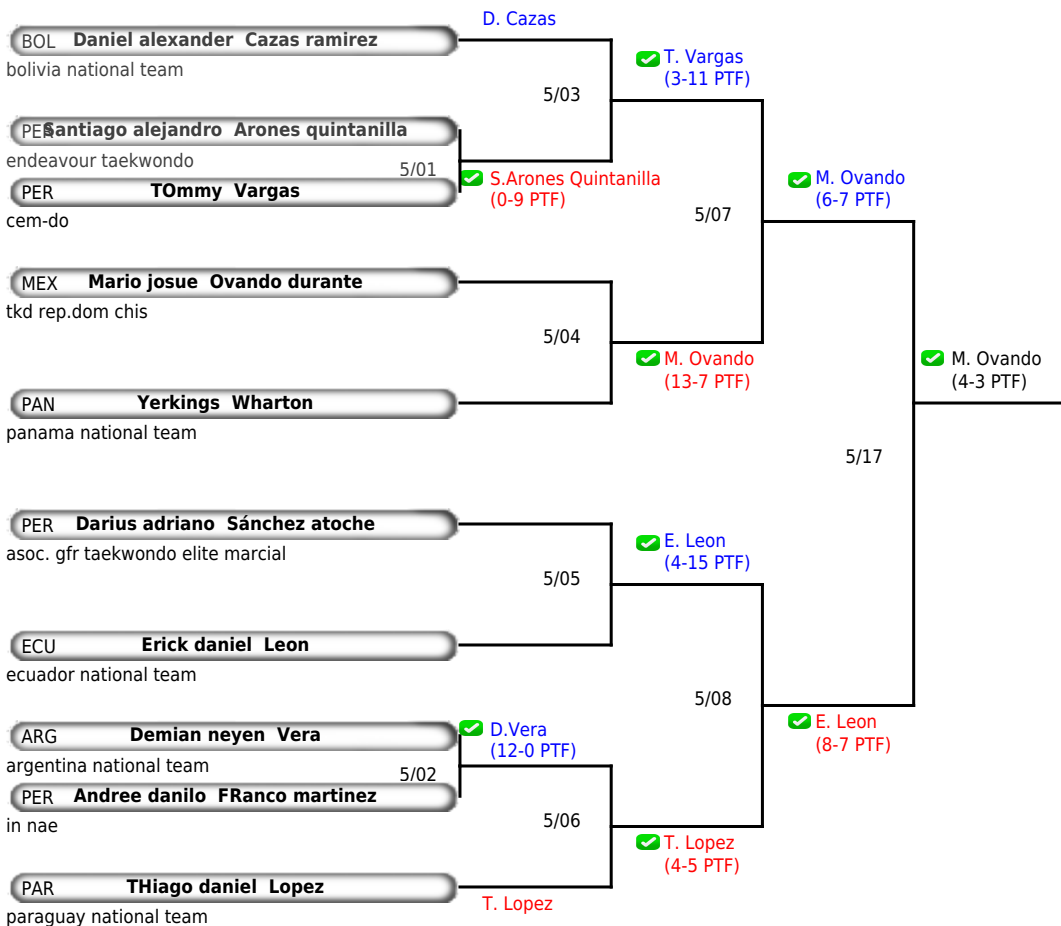 D. Cazas
BOL Daniel alexander Cazas ramirez
bolivia national team
T. Vargas
(3-11 PTF)
5/03
PER Santiago alejandro Arones quintanilla
endeavour taekwondo
5/01
S.Arones Quintanilla
(0-9 PTF)
PER TOmmy Vargas
cem-do
M. Ovando
(6-7 PTF)
5/07
MEX Mario josue Ovando durante
tkd rep.dom chis
5/04
M. Ovando
(13-7 PTF)
M. Ovando
(4-3 PTF)
PAN Yerkings Wharton
panama national team
5/17
PER Darius adriano Sánchez atoche
asoc. gfr taekwondo elite marcial
E. Leon
(4-15 PTF)
5/05
ECU Erick daniel Leon
ecuador national team
5/08
E. Leon
(8-7 PTF)
ARG Demian neyen Vera
argentina national team
D.Vera
(12-0 PTF)
5/02
PER Andree danilo FRanco martinez
in nae
5/06
T. Lopez
(4-5 PTF)
PAR THiago daniel Lopez
paraguay national team
T. Lopez